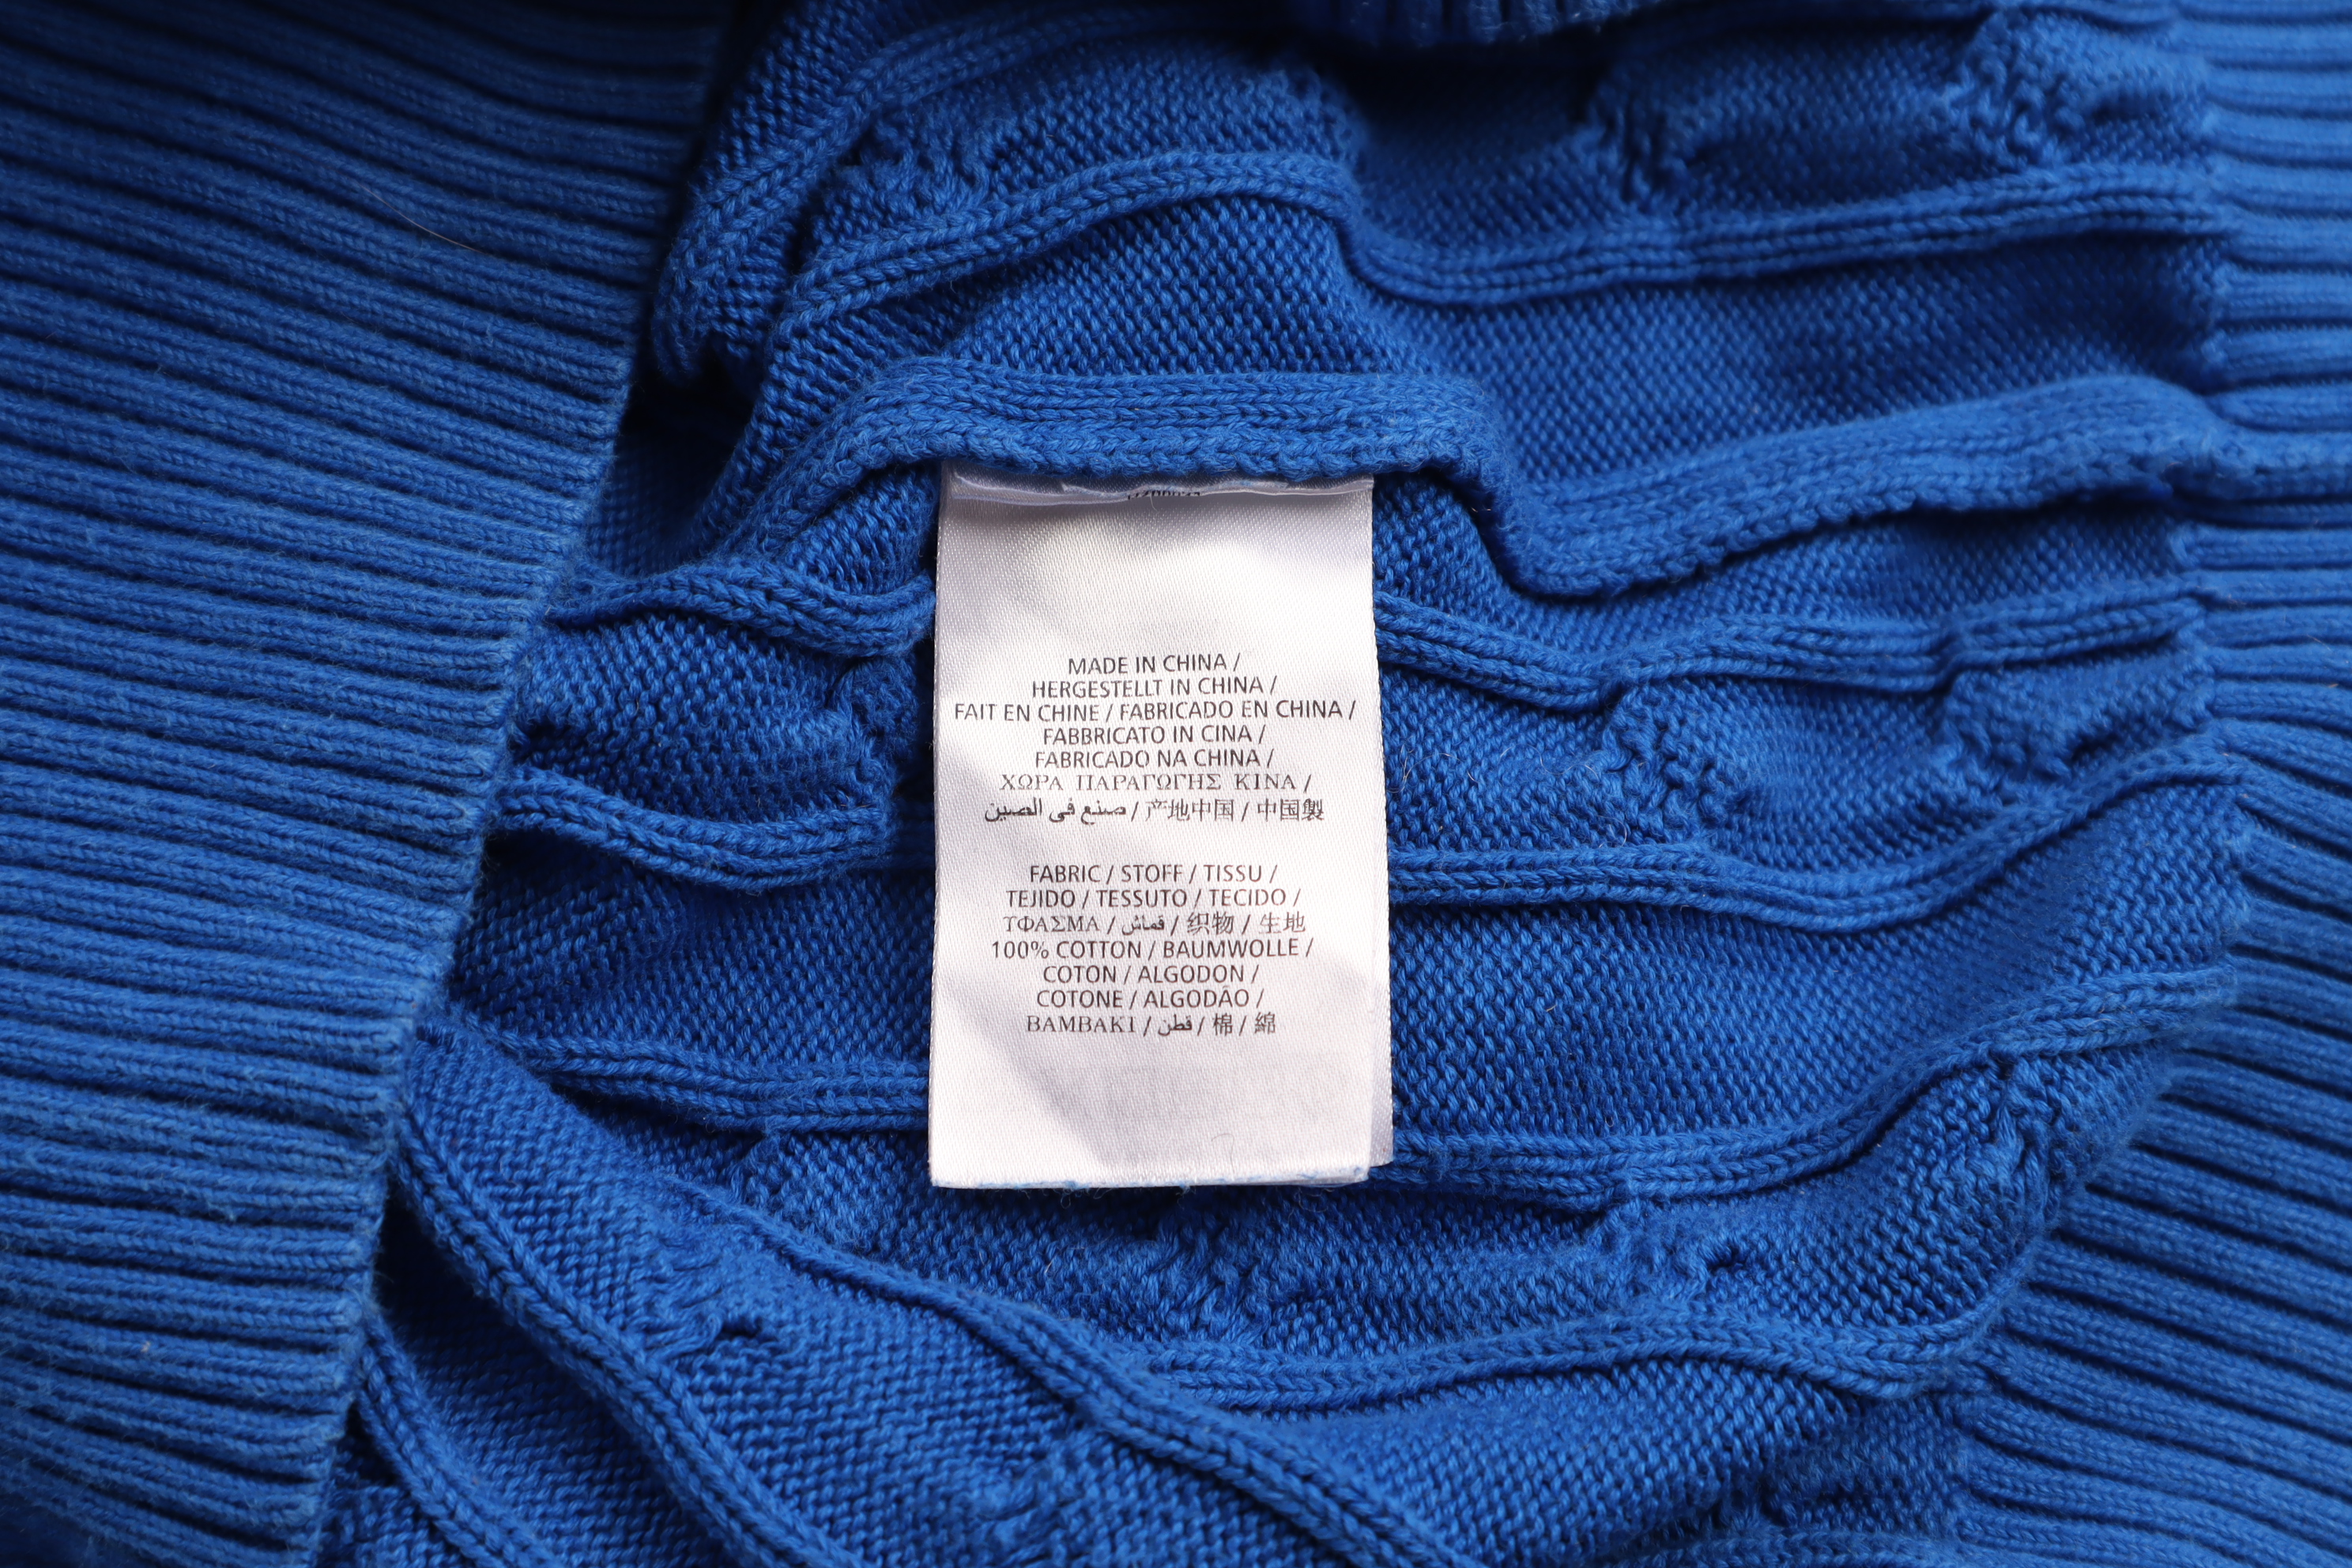 MADE IN CHINA /
HERGESTELLT IN CHINA /
FAIT EN CHINE / FABRICADO EN CHINA /
FABBRICATO IN CINA /
FABRICADO NA CHINA /
ΧΩΡΑ ΠΑΡΑΓΩΓΗΣ ΚΙΝΑ /
صنع في الصين / 产地中国 / 中国製
FABRIC / STOFF / TISSU /
TEJIDO / TESSUTO / TECIDO /
ΤΦΑΣΜΑ / قماش / 织物 / 生地
100% COTTON / BAUMWOLLE /
COTON / ALGODON /
COTONE / ALGODÃO /
BAMBAKI / قطن / 棉 / 綿